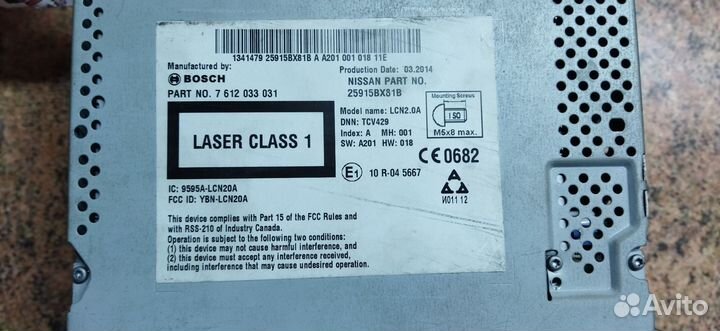 1341479 25915BX81B A A201 001 018 11E
Manufactured by:
BOSCH
PART NO. 7 612 033 031
Production Date: 03.2014
NISSAN PART NO.
25915BX81B
LASER CLASS 1
Model name: LCN2.0A
DNN: TCV429
Index: A MH: 001
SW: A201 HW: 018
Mounting Screws
ISO
M5x8 max.
CE0682
E1 10 R-04 5667
И011 12
IC: 9595A-LCN20A
FCC ID: YBN-LCN20A
This device complies with Part 15 of the FCC Rules and
with RSS-210 of Industry Canada.
Operation is subject to the following two conditions:
(1) this device may not cause harmful interference, and
(2) this device must accept any interference received,
including interference that may cause undesired operation.
Avito